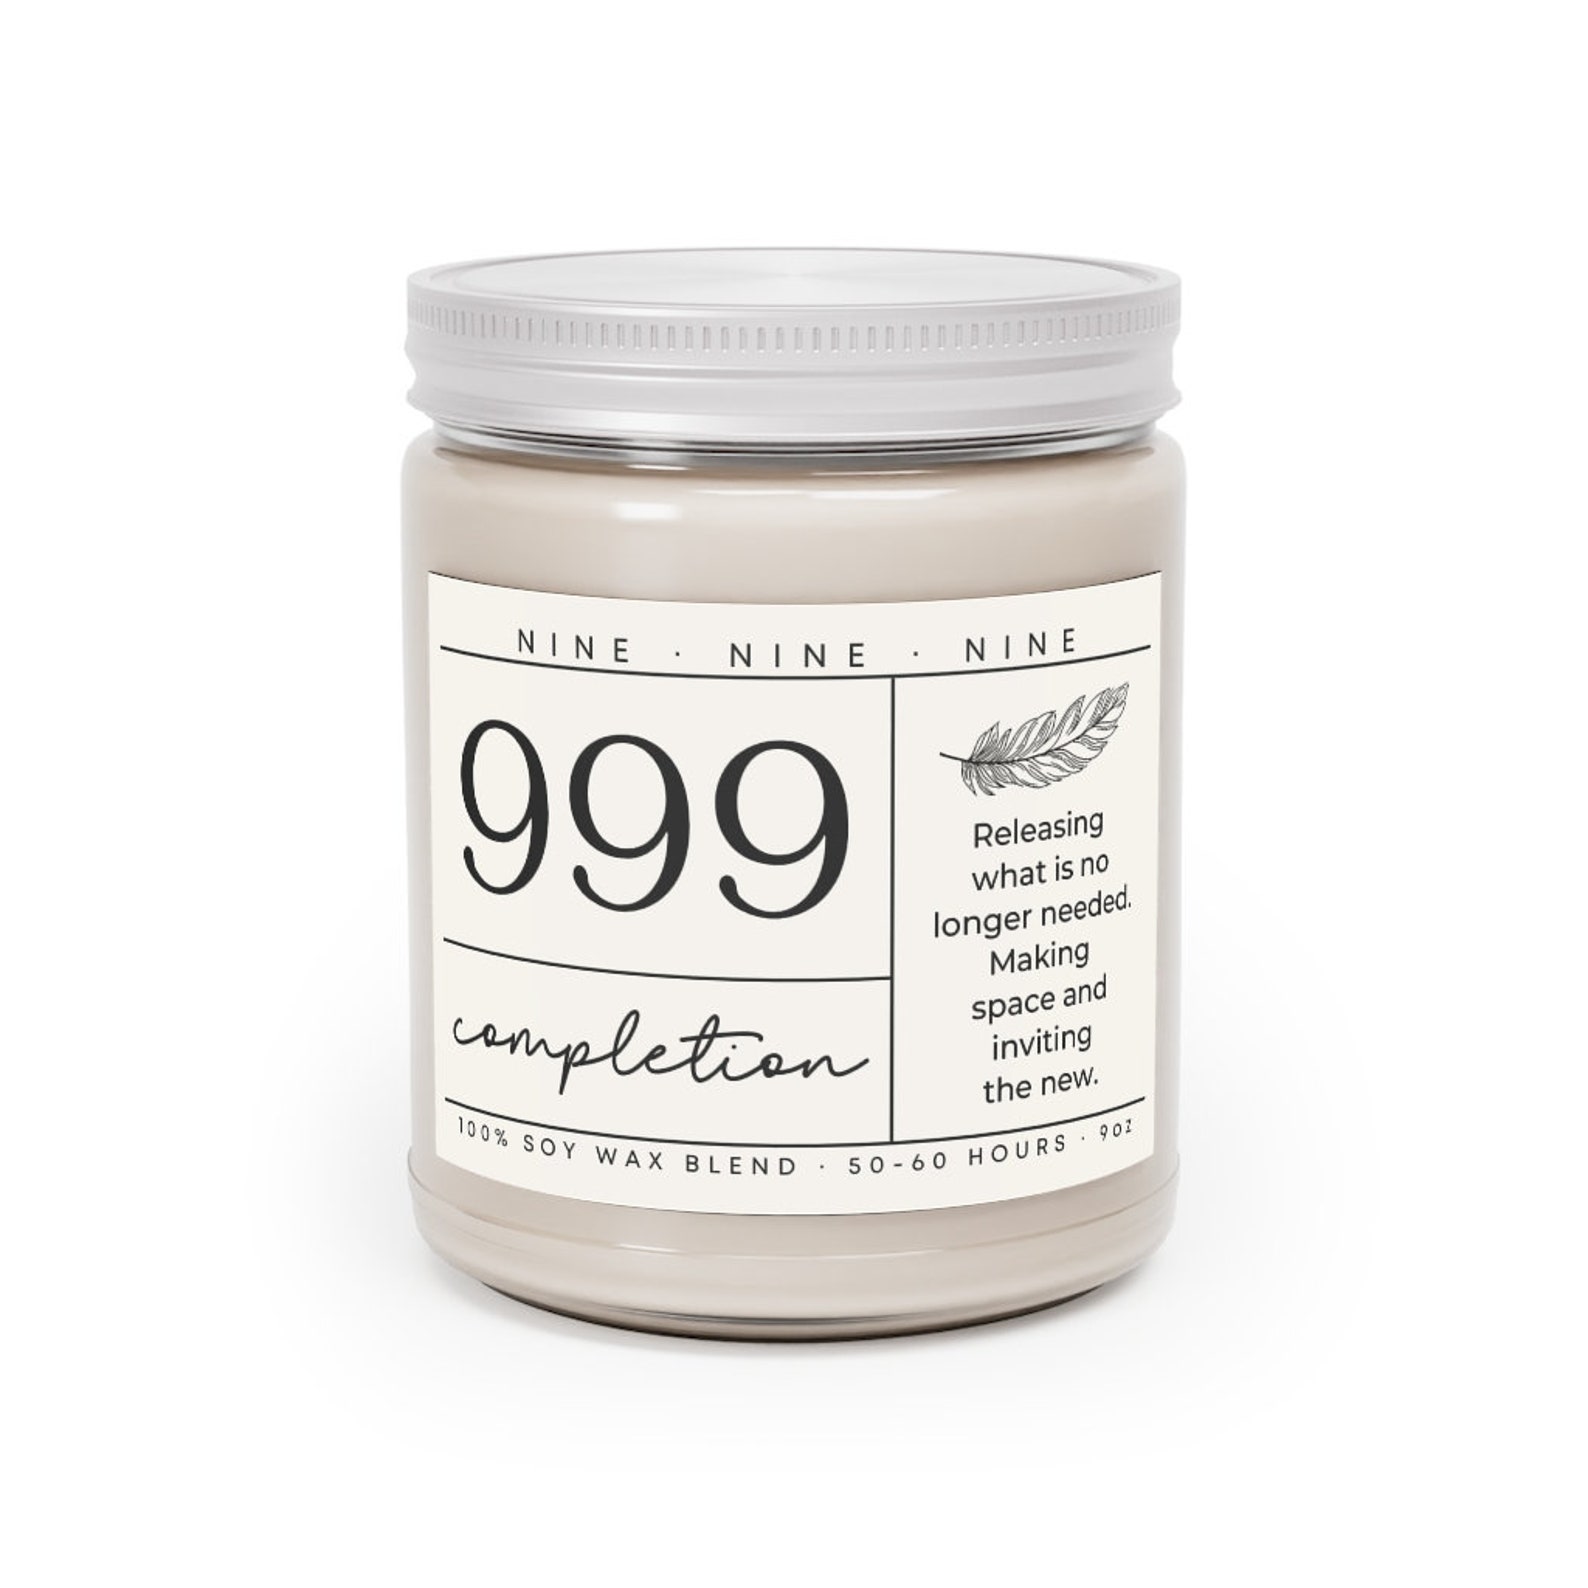 NINE · NINE · NINE
999
completion
Releasing
what is no
longer needed.
Making
space and
inviting
the new.
100% SOY WAX BLEND · 50-60 HOURS · 9oz